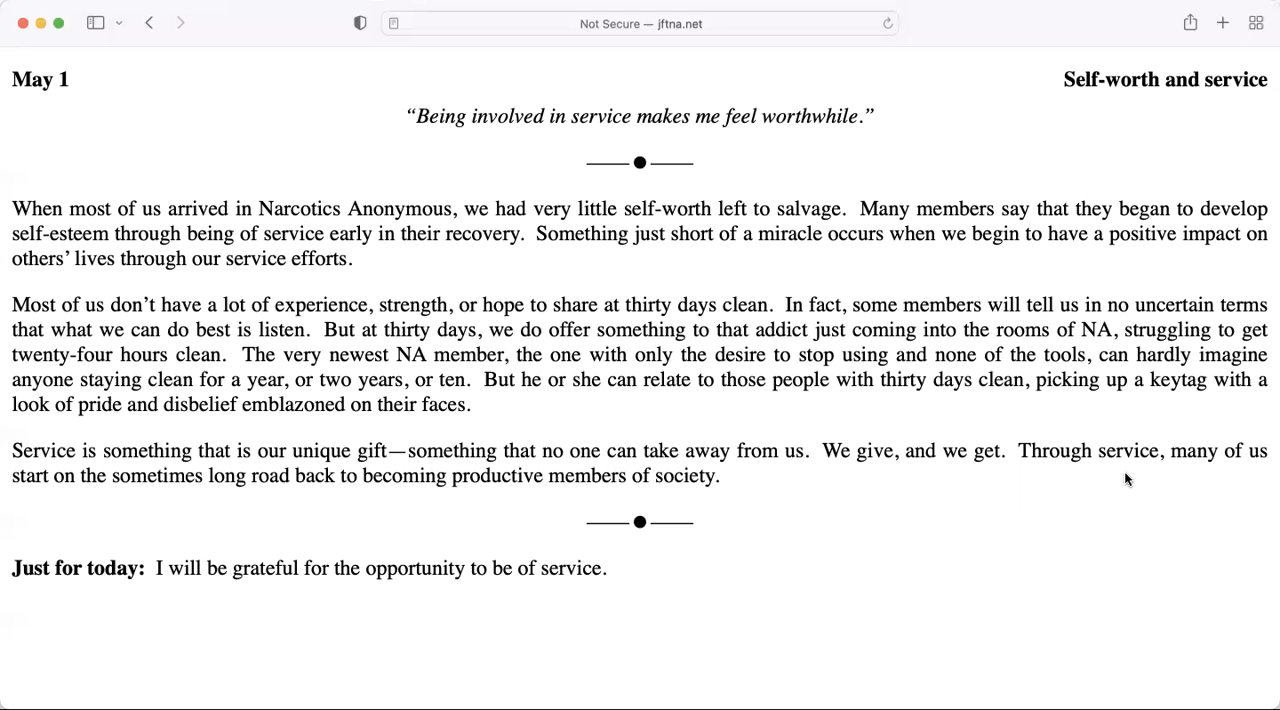 Not Secure — jftna.net
May 1 Self-worth and service
“Being involved in service makes me feel worthwhile.”
When most of us arrived in Narcotics Anonymous, we had very little self-worth left to salvage. Many members say that they began to develop
self-esteem through being of service early in their recovery. Something just short of a miracle occurs when we begin to have a positive impact on
others’ lives through our service efforts.
Most of us don’t have a lot of experience, strength, or hope to share at thirty days clean. In fact, some members will tell us in no uncertain terms
that what we can do best is listen. But at thirty days, we do offer something to that addict just coming into the rooms of NA, struggling to get
twenty-four hours clean. The very newest NA member, the one with only the desire to stop using and none of the tools, can hardly imagine
anyone staying clean for a year, or two years, or ten. But he or she can relate to those people with thirty days clean, picking up a keytag with a
look of pride and disbelief emblazoned on their faces.
Service is something that is our unique gift—something that no one can take away from us. We give, and we get. Through service, many of us
start on the sometimes long road back to becoming productive members of society.
Just for today: I will be grateful for the opportunity to be of service.